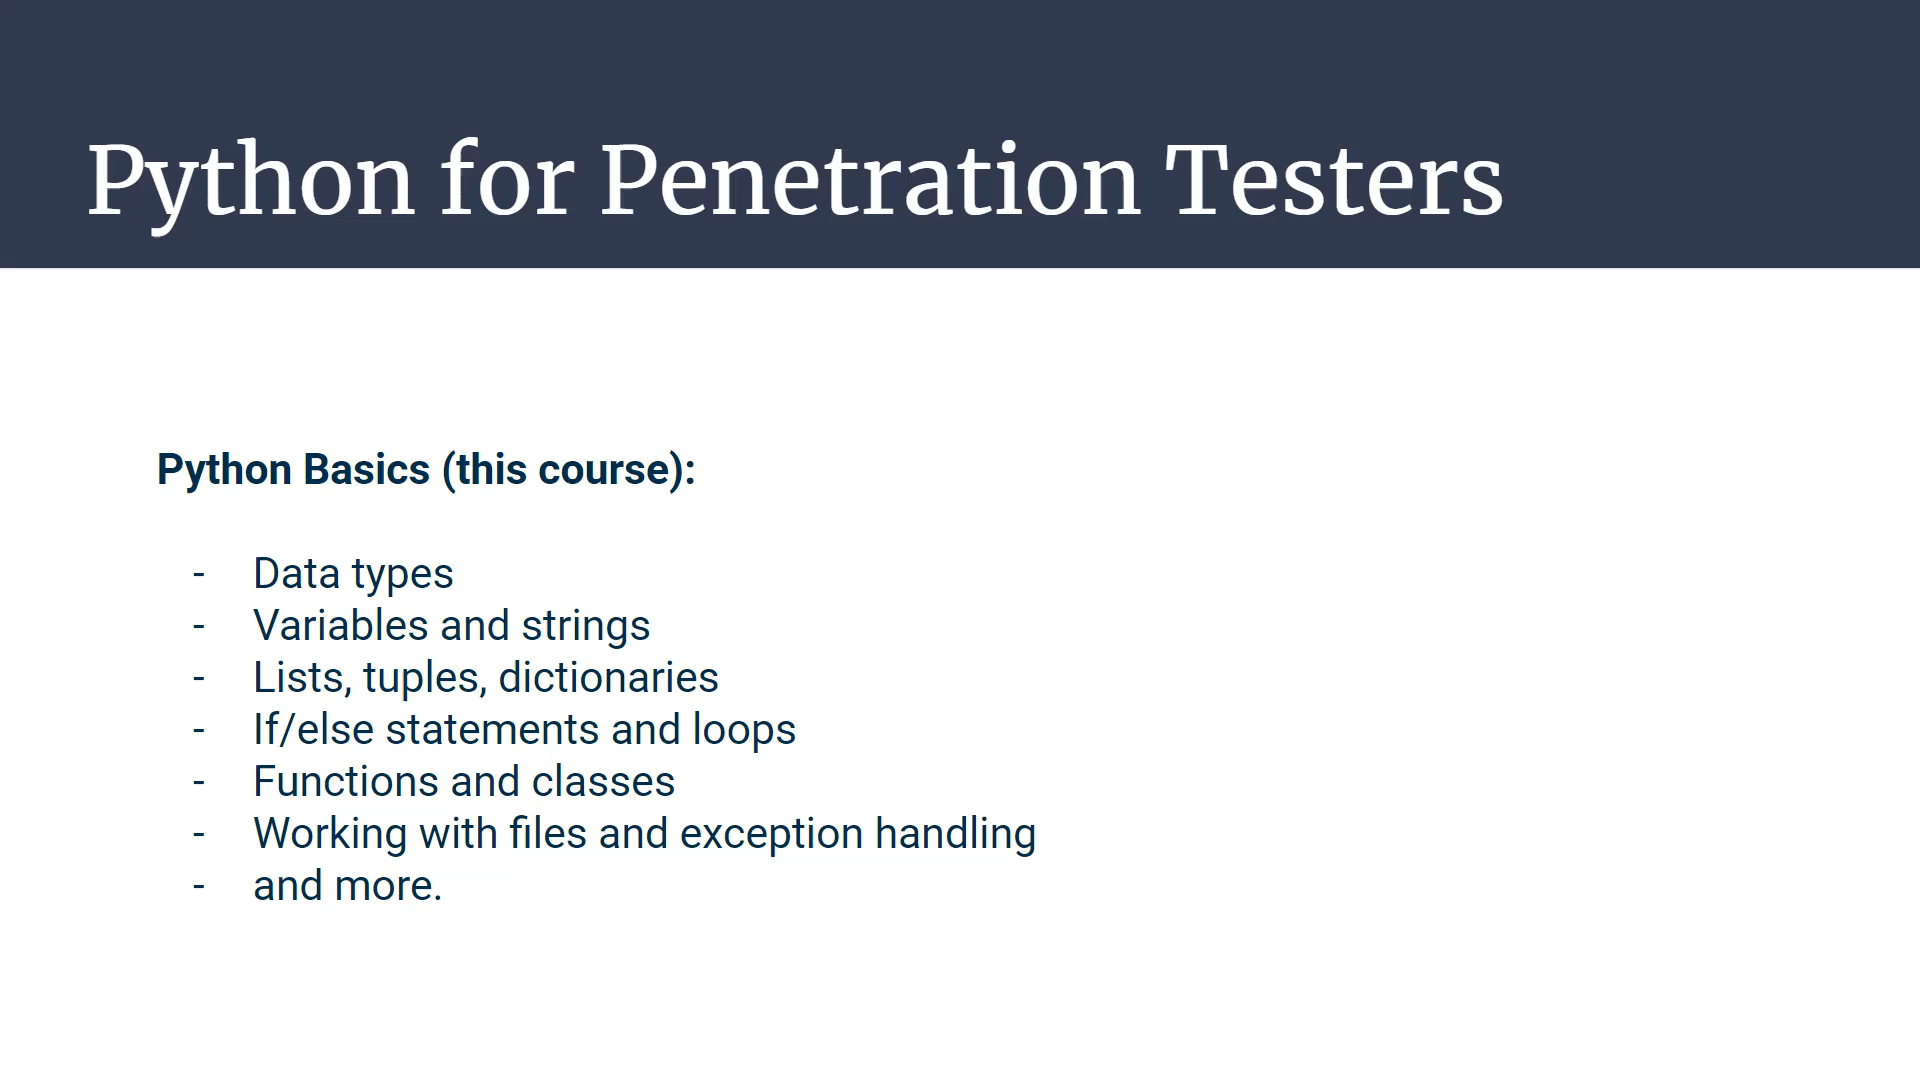 Python for Penetration Testers
Python Basics (this course):
- Data types
- Variables and strings
- Lists, tuples, dictionaries
- If/else statements and loops
- Functions and classes
- Working with files and exception handling
- and more.